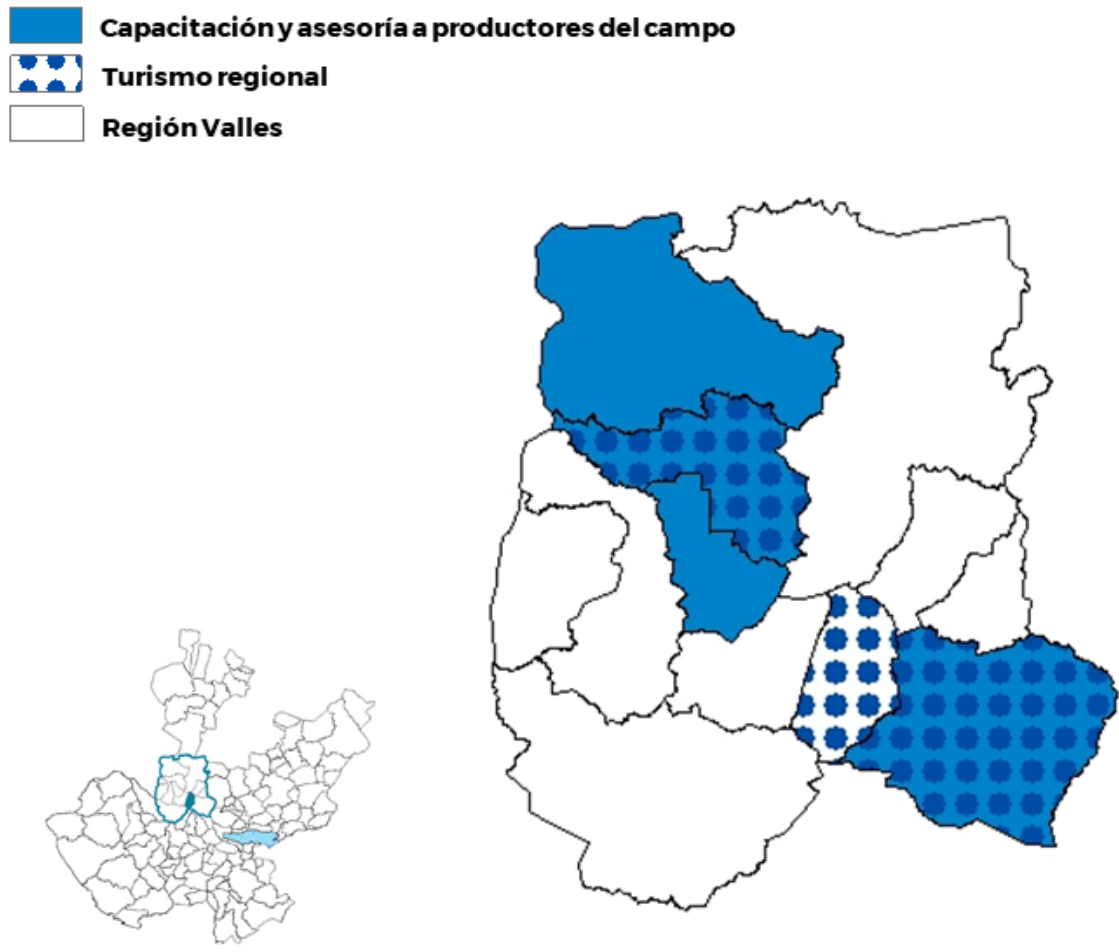 Capacitación y asesoría a productores del campo
Turismo regional
Región Valles